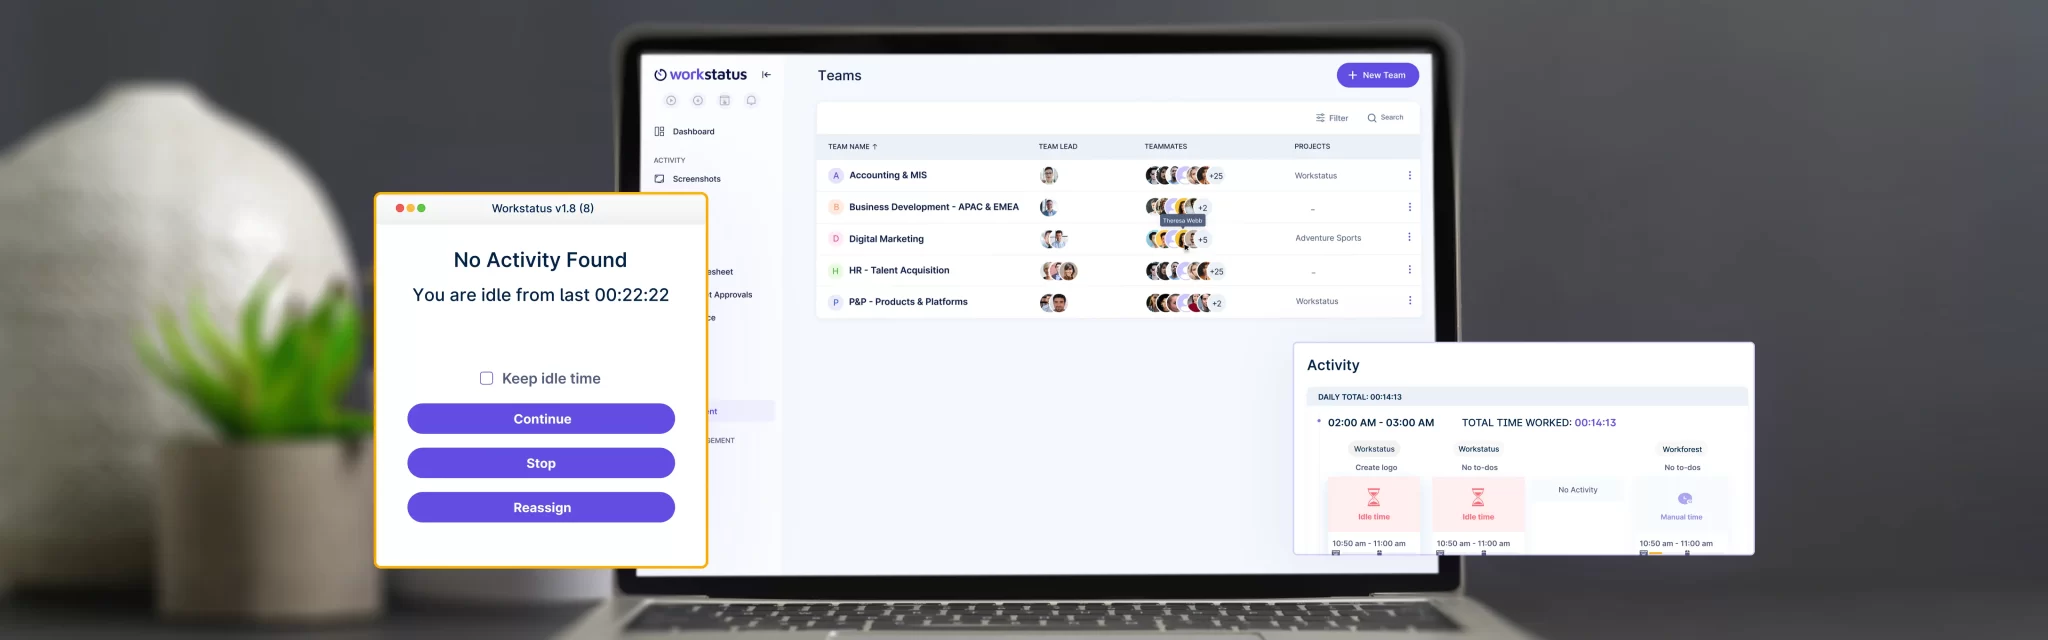 workstatus
Dashboard
ACTIVITY
Screenshots
esheet
t Approvals
ce
ent
GEMENT
Teams
New Team
Filter
Search
TEAM NAME ↑
TEAM LEAD
TEAMMATES
PROJECTS
A Accounting & MIS +25 Workstatus
B Business Development - APAC & EMEA +2 –
Theresa Webb
D Digital Marketing +5 Adventure Sports
H HR - Talent Acquisition +25 –
P P&P - Products & Platforms +2 Workstatus
Workstatus v1.8 (8)
No Activity Found
You are idle from last 00:22:22
Keep idle time
Continue
Stop
Reassign
Activity
DAILY TOTAL: 00:14:13
02:00 AM - 03:00 AM TOTAL TIME WORKED: 00:14:13
Workstatus Workstatus Workforest
Create logo No to-dos No to-dos
No Activity
Idle time Idle time Manual time
10:50 am - 11:00 am 10:50 am - 11:00 am 10:50 am - 11:00 am